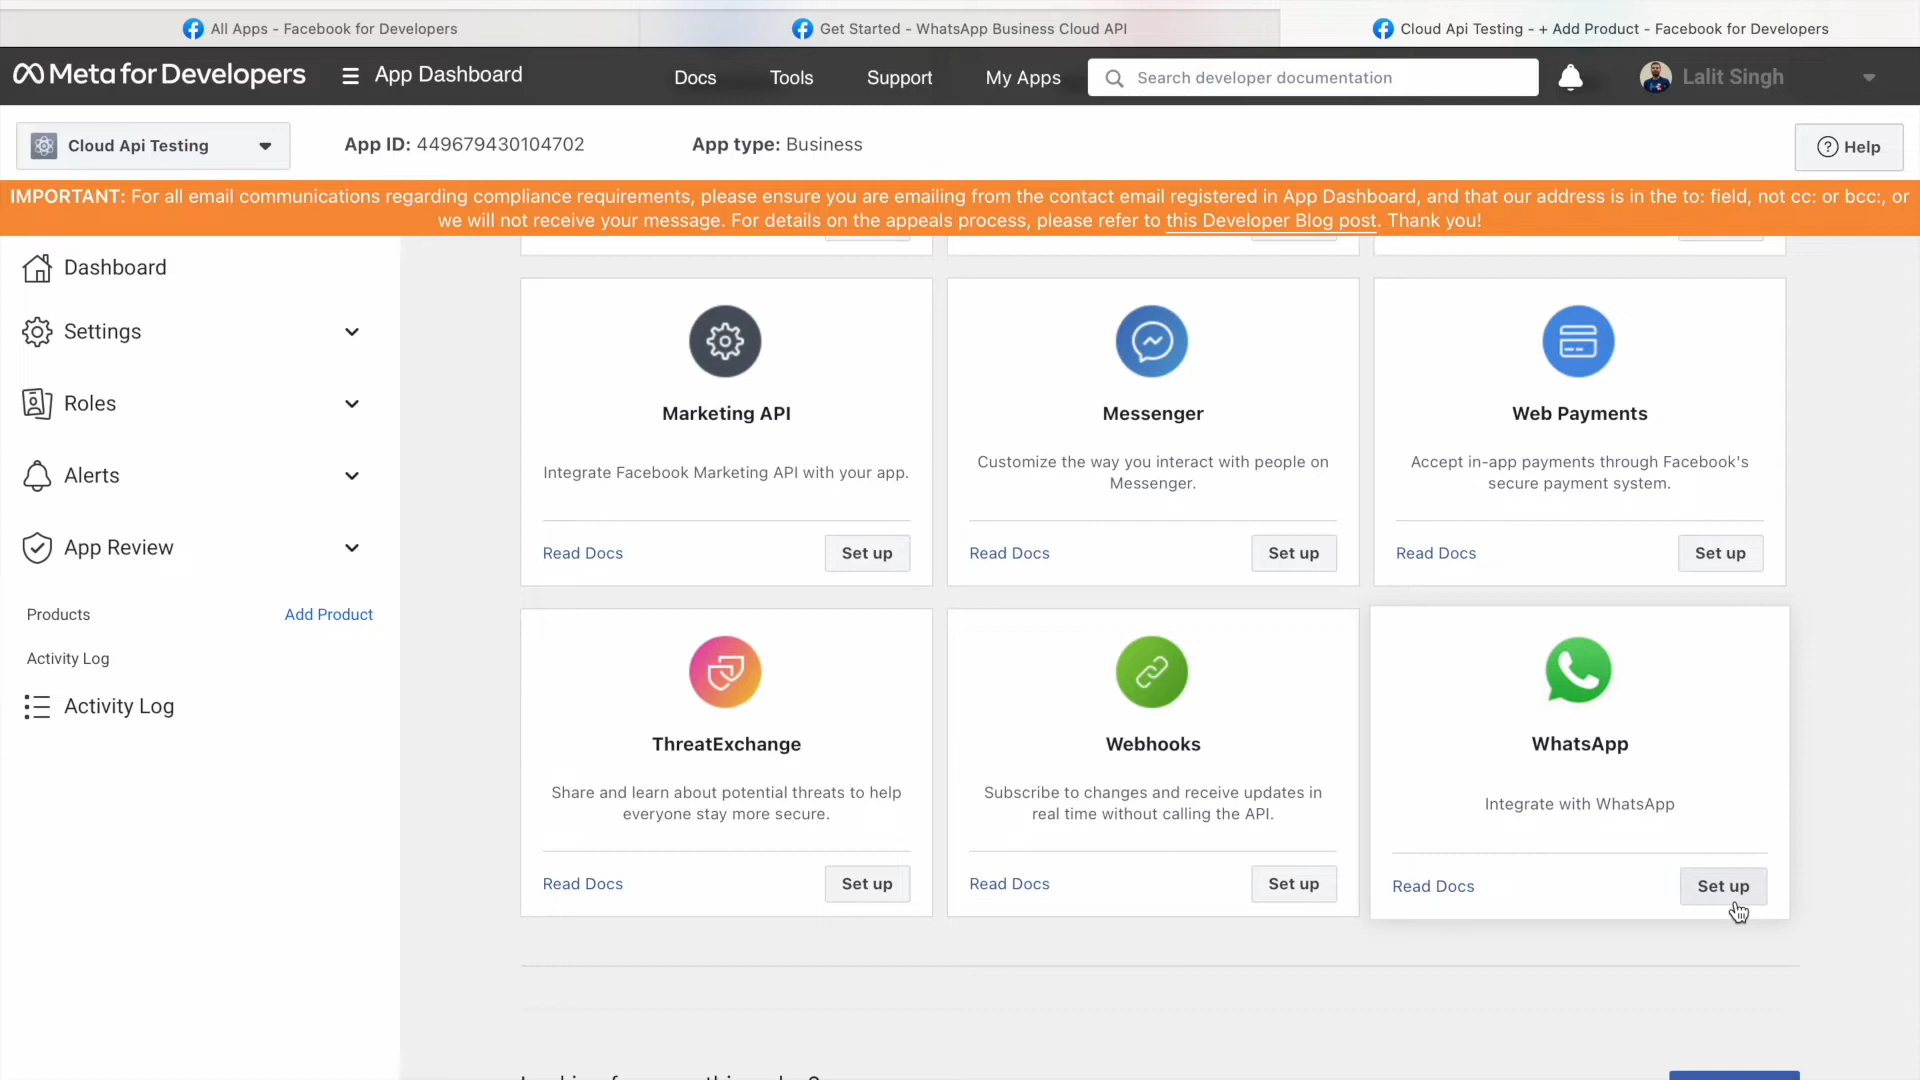 All Apps - Facebook for Developers
Get Started - WhatsApp Business Cloud API
Cloud Api Testing - + Add Product - Facebook for Developers
Meta for Developers
App Dashboard
Docs
Tools
Support
My Apps
Search developer documentation
Lalit Singh
Cloud Api Testing
App ID: 449679430104702
App type: Business
Help
IMPORTANT: For all email communications regarding compliance requirements, please ensure you are emailing from the contact email registered in App Dashboard, and that our address is in the to: field, not cc: or bcc:, or
we will not receive your message. For details on the appeals process, please refer to this Developer Blog post. Thank you!
Dashboard
Settings
Roles
Alerts
App Review
Products
Add Product
Activity Log
Activity Log
Marketing API
Integrate Facebook Marketing API with your app.
Read Docs
Set up
Messenger
Customize the way you interact with people on
Messenger.
Read Docs
Set up
Web Payments
Accept in-app payments through Facebook's
secure payment system.
Read Docs
Set up
ThreatExchange
Share and learn about potential threats to help
everyone stay more secure.
Read Docs
Set up
Webhooks
Subscribe to changes and receive updates in
real time without calling the API.
Read Docs
Set up
WhatsApp
Integrate with WhatsApp
Read Docs
Set up